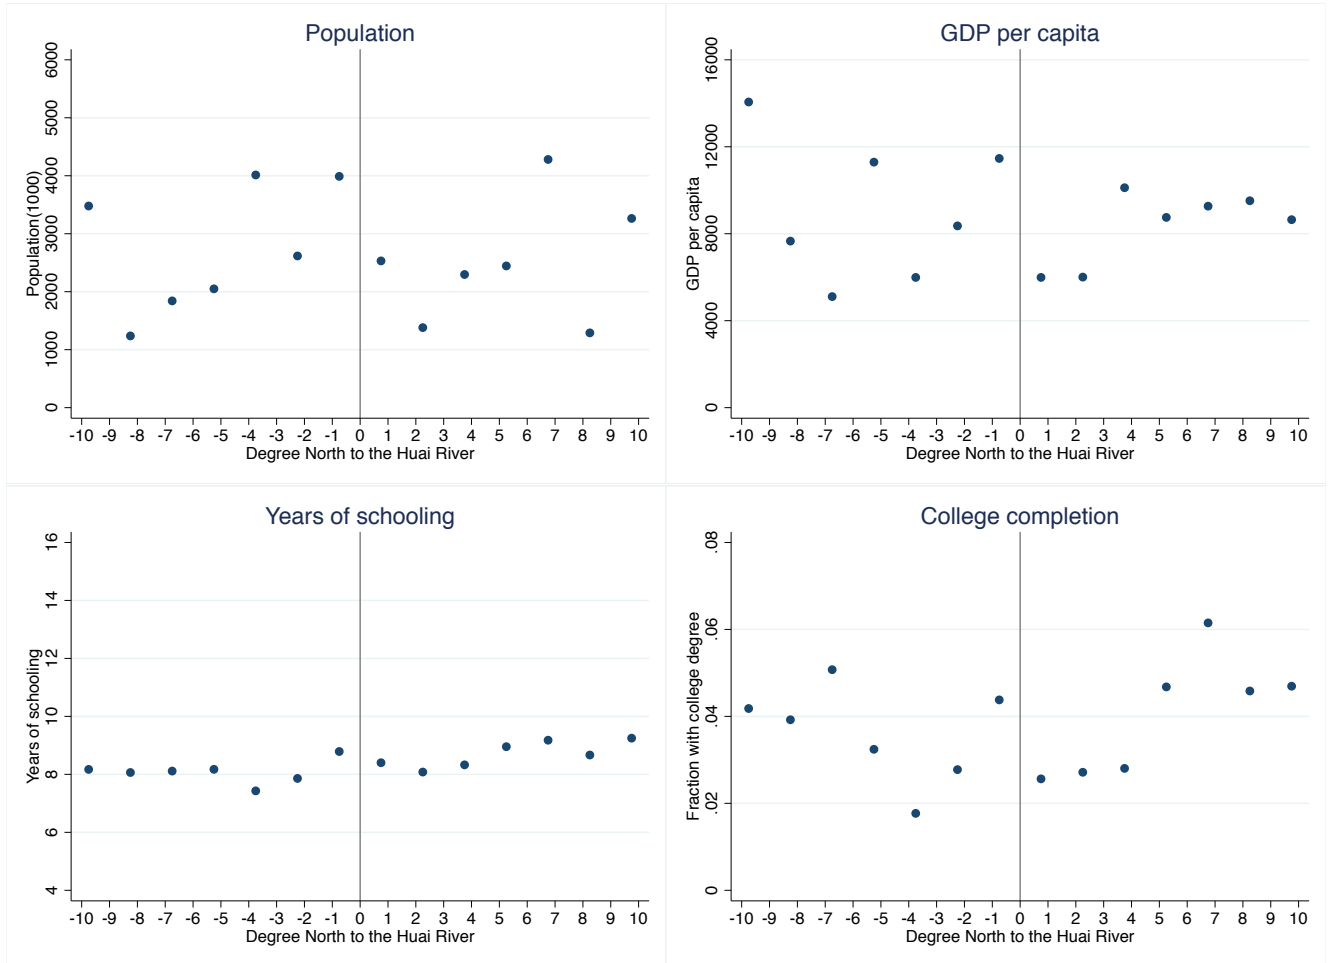 Population
6000
5000
4000
3000
2000
1000
0
Population(1000)
-10 -9 -8 -7 -6 -5 -4 -3 -2 -1 0 1 2 3 4 5 6 7 8 9 10
Degree North to the Huai River
GDP per capita
16000
12000
8000
4000
0
GDP per capita
-10 -9 -8 -7 -6 -5 -4 -3 -2 -1 0 1 2 3 4 5 6 7 8 9 10
Degree North to the Huai River
Years of schooling
16
14
12
10
8
6
4
Years of schooling
-10 -9 -8 -7 -6 -5 -4 -3 -2 -1 0 1 2 3 4 5 6 7 8 9 10
Degree North to the Huai River
College completion
.08
.06
.04
.02
0
Fraction with college degree
-10 -9 -8 -7 -6 -5 -4 -3 -2 -1 0 1 2 3 4 5 6 7 8 9 10
Degree North to the Huai River